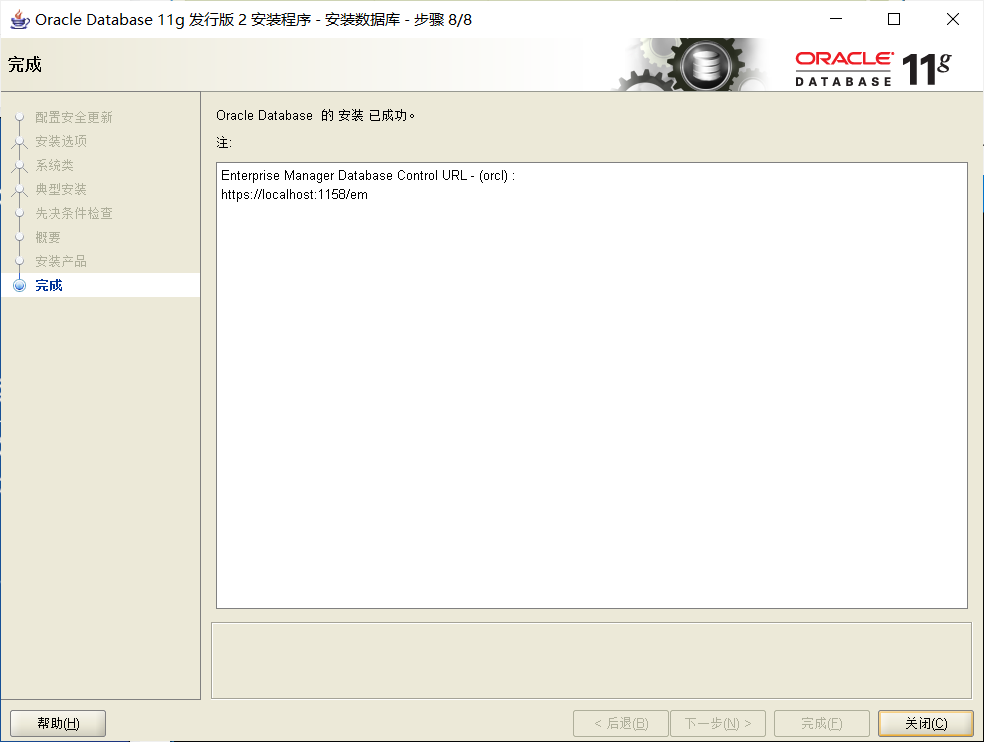 Oracle Database 11g 发行版 2 安装程序 - 安装数据库 - 步骤 8/8
完成
ORACLE
DATABASE
11g
配置安全更新
安装选项
系统类
典型安装
先决条件检查
概要
安装产品
完成
Oracle Database 的 安装 已成功。
注:
Enterprise Manager Database Control URL - (orcl) :
https://localhost:1158/em
帮助(H)
< 后退(B)
下一步(N) >
完成(F)
关闭(C)